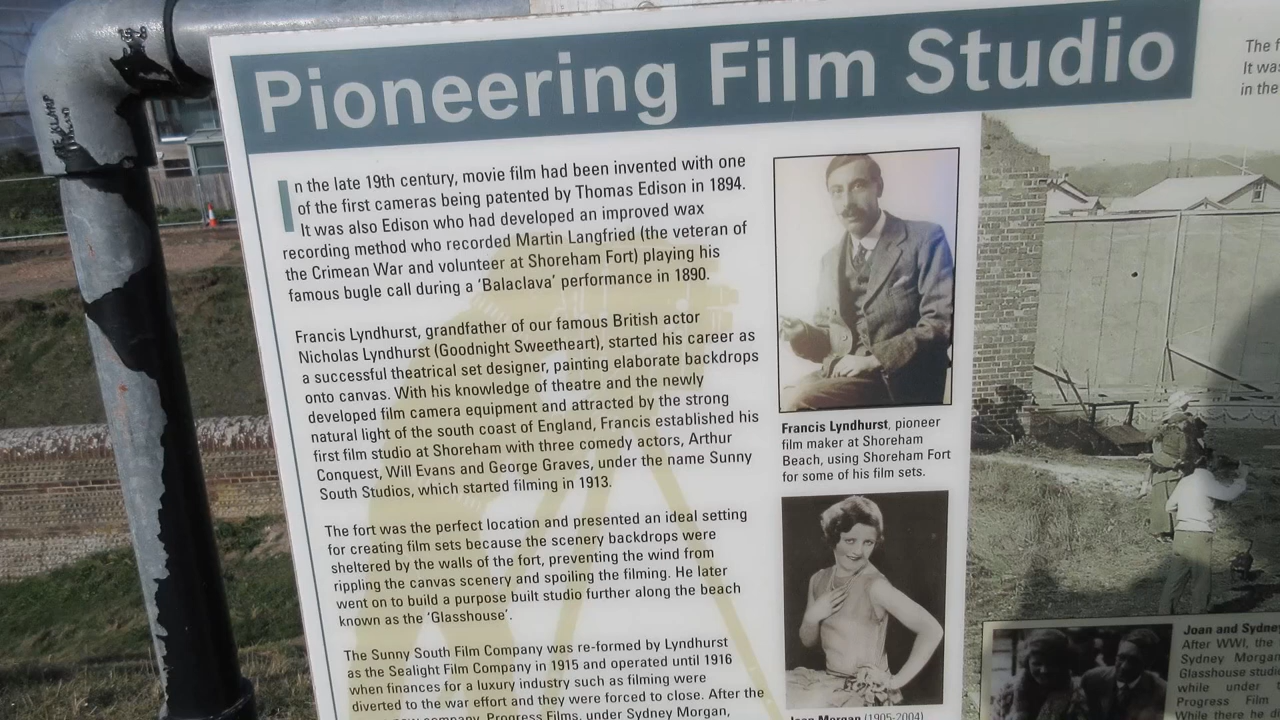 Pioneering Film Studio
In the late 19th century, movie film had been invented with one
of the first cameras being patented by Thomas Edison in 1894.
It was also Edison who had developed an improved wax
recording method who recorded Martin Langfried (the veteran of
the Crimean War and volunteer at Shoreham Fort) playing his
famous bugle call during a ‘Balaclava’ performance in 1890.
Francis Lyndhurst, grandfather of our famous British actor
Nicholas Lyndhurst (Goodnight Sweetheart), started his career as
a successful theatrical set designer, painting elaborate backdrops
onto canvas. With his knowledge of theatre and the newly
developed film camera equipment and attracted by the strong
natural light of the south coast of England, Francis established his
first film studio at Shoreham with three comedy actors, Arthur
Conquest, Will Evans and George Graves, under the name Sunny
South Studios, which started filming in 1913.
The fort was the perfect location and presented an ideal setting
for creating film sets because the scenery backdrops were
sheltered by the walls of the fort, preventing the wind from
rippling the canvas scenery and spoiling the filming. He later
went on to build a purpose built studio further along the beach
known as the ‘Glasshouse’.
The Sunny South Film Company was re-formed by Lyndhurst
as the Sealight Film Company in 1915 and operated until 1916
when finances for a luxury industry such as filming were
diverted to the war effort and they were forced to close. After the
company, Progress Films, under Sydney Morgan,
Francis Lyndhurst, pioneer
film maker at Shoreham
Beach, using Shoreham Fort
for some of his film sets.
Joan Morgan (1905-2004)
The f
It was
in the
Joan and Sydney
After WWI, the
Sydney Morgan
Glasshouse studi
while under
Progress Film
While there he d